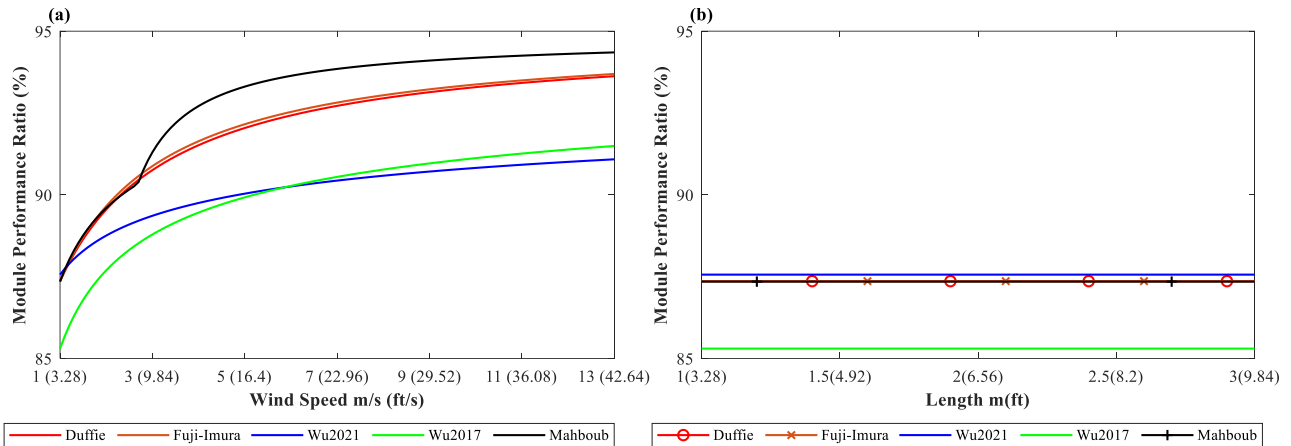 (a)
95
90
85
Module Performance Ratio (%)
1 (3.28) 3 (9.84) 5 (16.4) 7 (22.96) 9 (29.52) 11 (36.08) 13 (42.64)
Wind Speed m/s (ft/s)
Duffie Fuji-Imura Wu2021 Wu2017 Mahboub
(b)
95
90
85
Module Performance Ratio (%)
1(3.28) 1.5(4.92) 2(6.56) 2.5(8.2) 3(9.84)
Length m(ft)
Duffie Fuji-Imura Wu2021 Wu2017 Mahboub